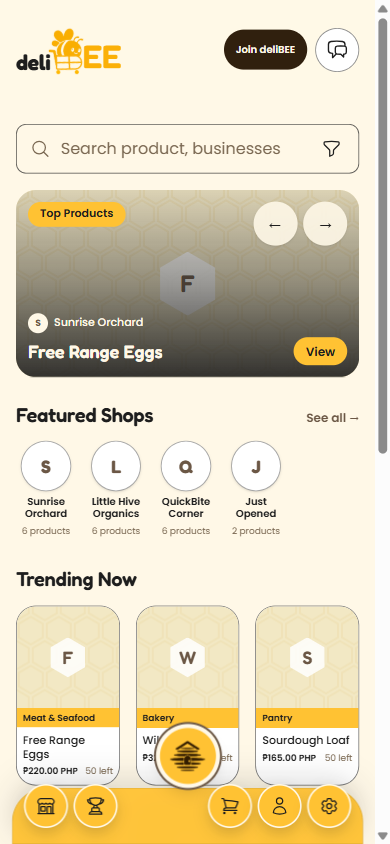 deliBEE
Join deliBEE
Search product, businesses
Top Products
← →
F
S Sunrise Orchard
Free Range Eggs
View
Featured Shops
See all →
S L Q J
Sunrise Orchard
6 products
Little Hive Organics
6 products
QuickBite Corner
6 products
Just Opened
2 products
Trending Now
F
Meat & Seafood
Free Range
Eggs
₱220.00 PHP 50 left
W
Bakery
S
Pantry
Sourdough Loaf
₱165.00 PHP 50 left